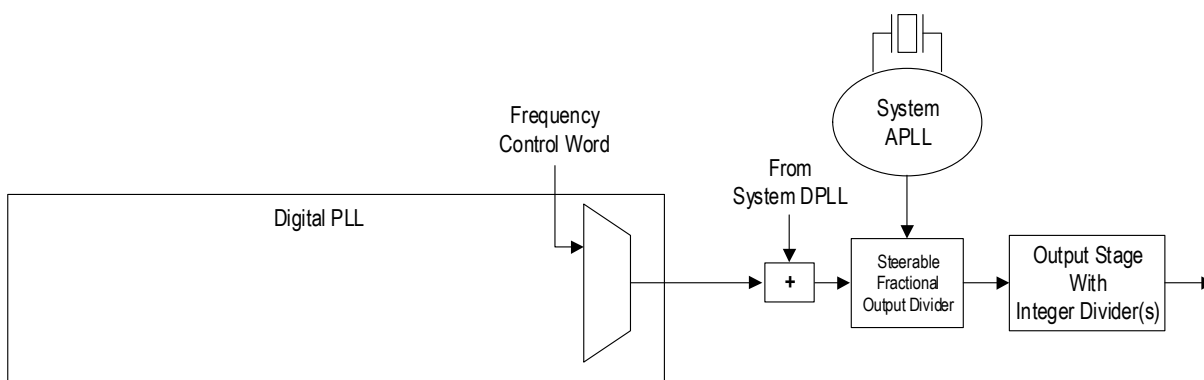 System
APLL
Frequency
Control Word
From
System DPLL
Digital PLL
+
Steerable
Fractional
Output Divider
Output Stage
With
Integer Divider(s)